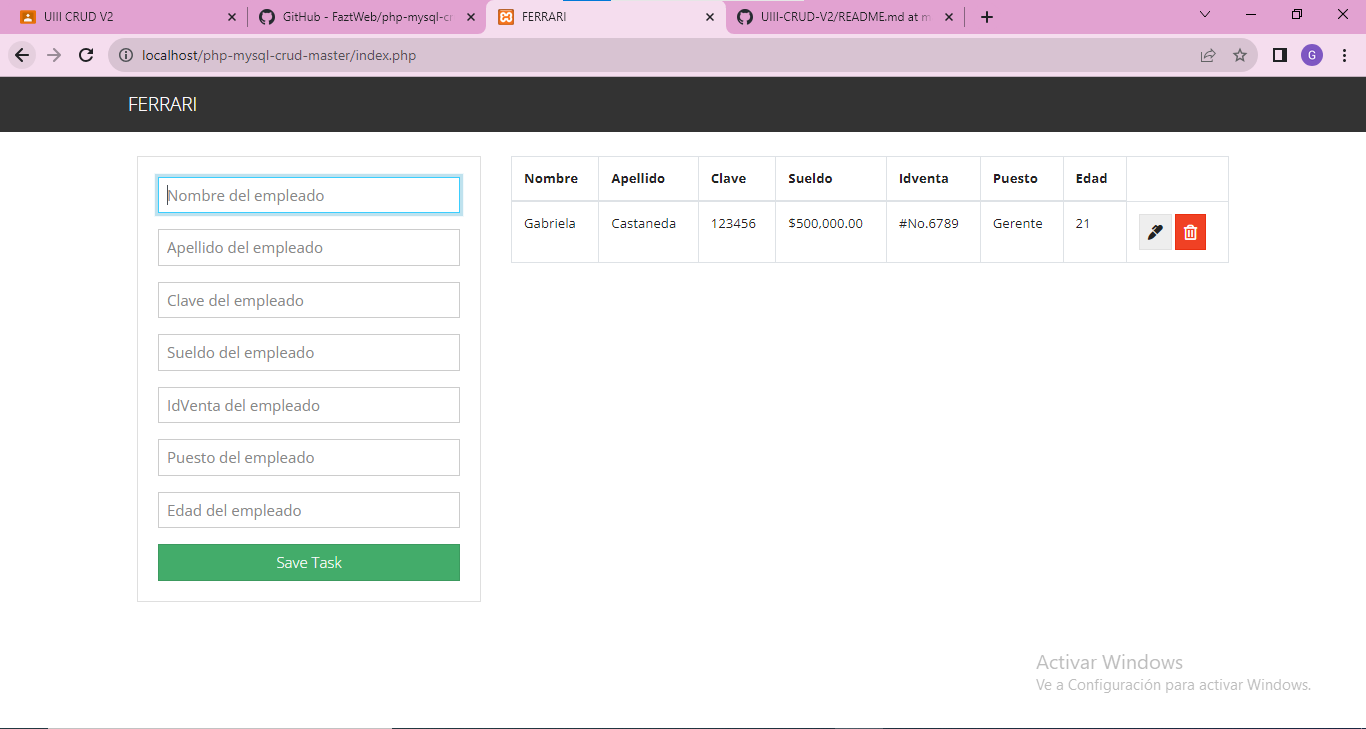 UIII CRUD V2
GitHub - FaztWeb/php-mysql-cr
FERRARI
UIII-CRUD-V2/README.md at m
localhost/php-mysql-crud-master/index.php
G
FERRARI
Nombre del empleado
Apellido del empleado
Clave del empleado
Sueldo del empleado
IdVenta del empleado
Puesto del empleado
Edad del empleado
Save Task
Nombre Apellido Clave Sueldo Idventa Puesto Edad
Gabriela Castaneda 123456 $500,000.00 #No.6789 Gerente 21
Activar Windows
Ve a Configuración para activar Windows.